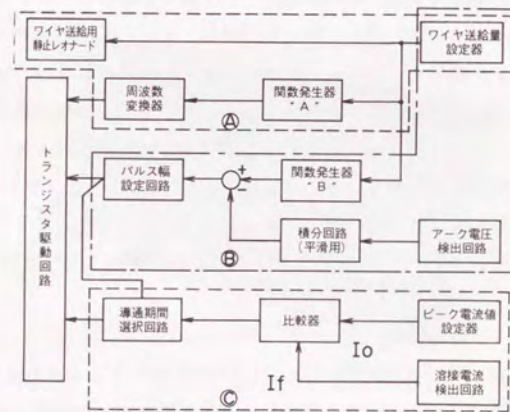 ワイヤ送給用
静止レオナード
ワイヤ送給量
設定器
周波数
変換器
関数発生器
"A"
Ⓐ
トランジスタ駆動回路
パルス幅
設定回路
+
−
関数発生器
"B"
積分回路
(平滑用)
アーク電圧
検出回路
Ⓑ
導通期間
選択回路
比較器
ピーク電流値
設定器
Io
If
溶接電流
検出回路
Ⓒ